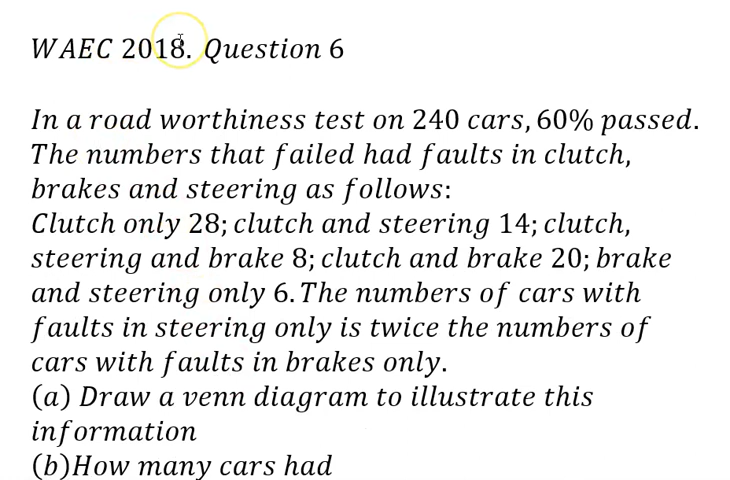 WAEC 2018. Question 6
In a road worthiness test on 240 cars, 60% passed.
The numbers that failed had faults in clutch,
brakes and steering as follows:
Clutch only 28; clutch and steering 14; clutch,
steering and brake 8; clutch and brake 20; brake
and steering only 6. The numbers of cars with
faults in steering only is twice the numbers of
cars with faults in brakes only.
(a) Draw a venn diagram to illustrate this
information
(b)How many cars had